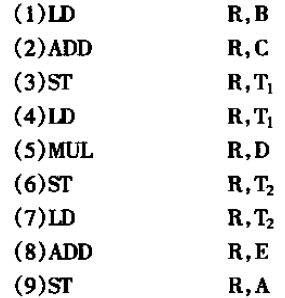 (1)LD R,B
(2)ADD R,C
(3)ST R,T₁
(4)LD R,T₁
(5)MUL R,D
(6)ST R,T₂
(7)LD R,T₂
(8)ADD R,E
(9)ST R,A